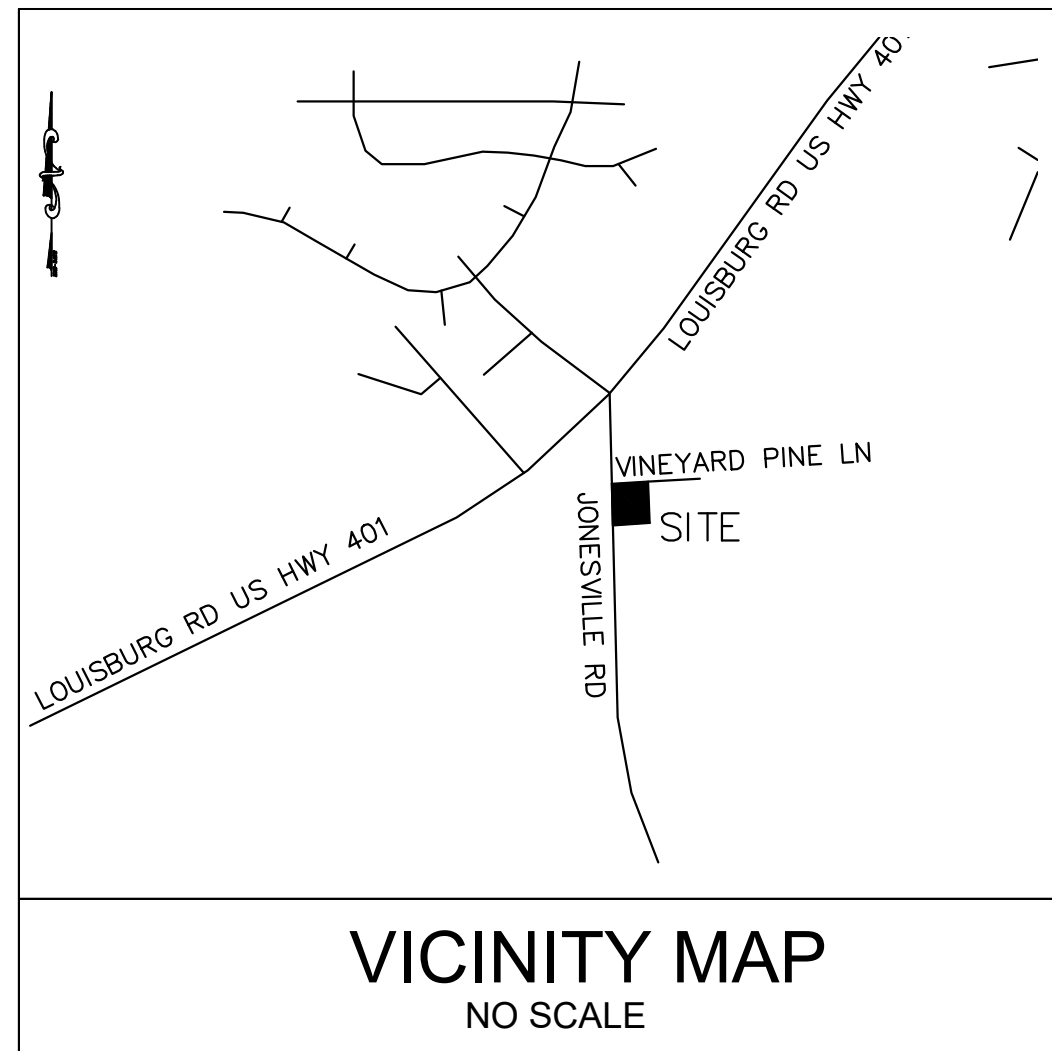 LOUISBURG RD US HWY 401
VINEYARD PINE LN
SITE
JONESVILLE RD
LOUISBURG RD US HWY 401
VICINITY MAP
NO SCALE